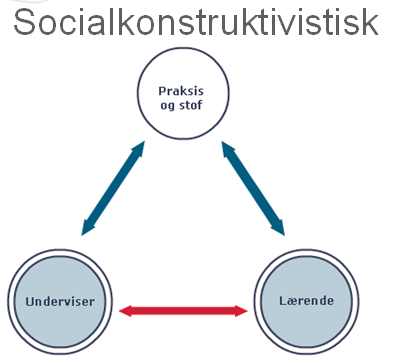 Socialkonstruktivistisk
Praksis
og stof
Underviser
Lærende